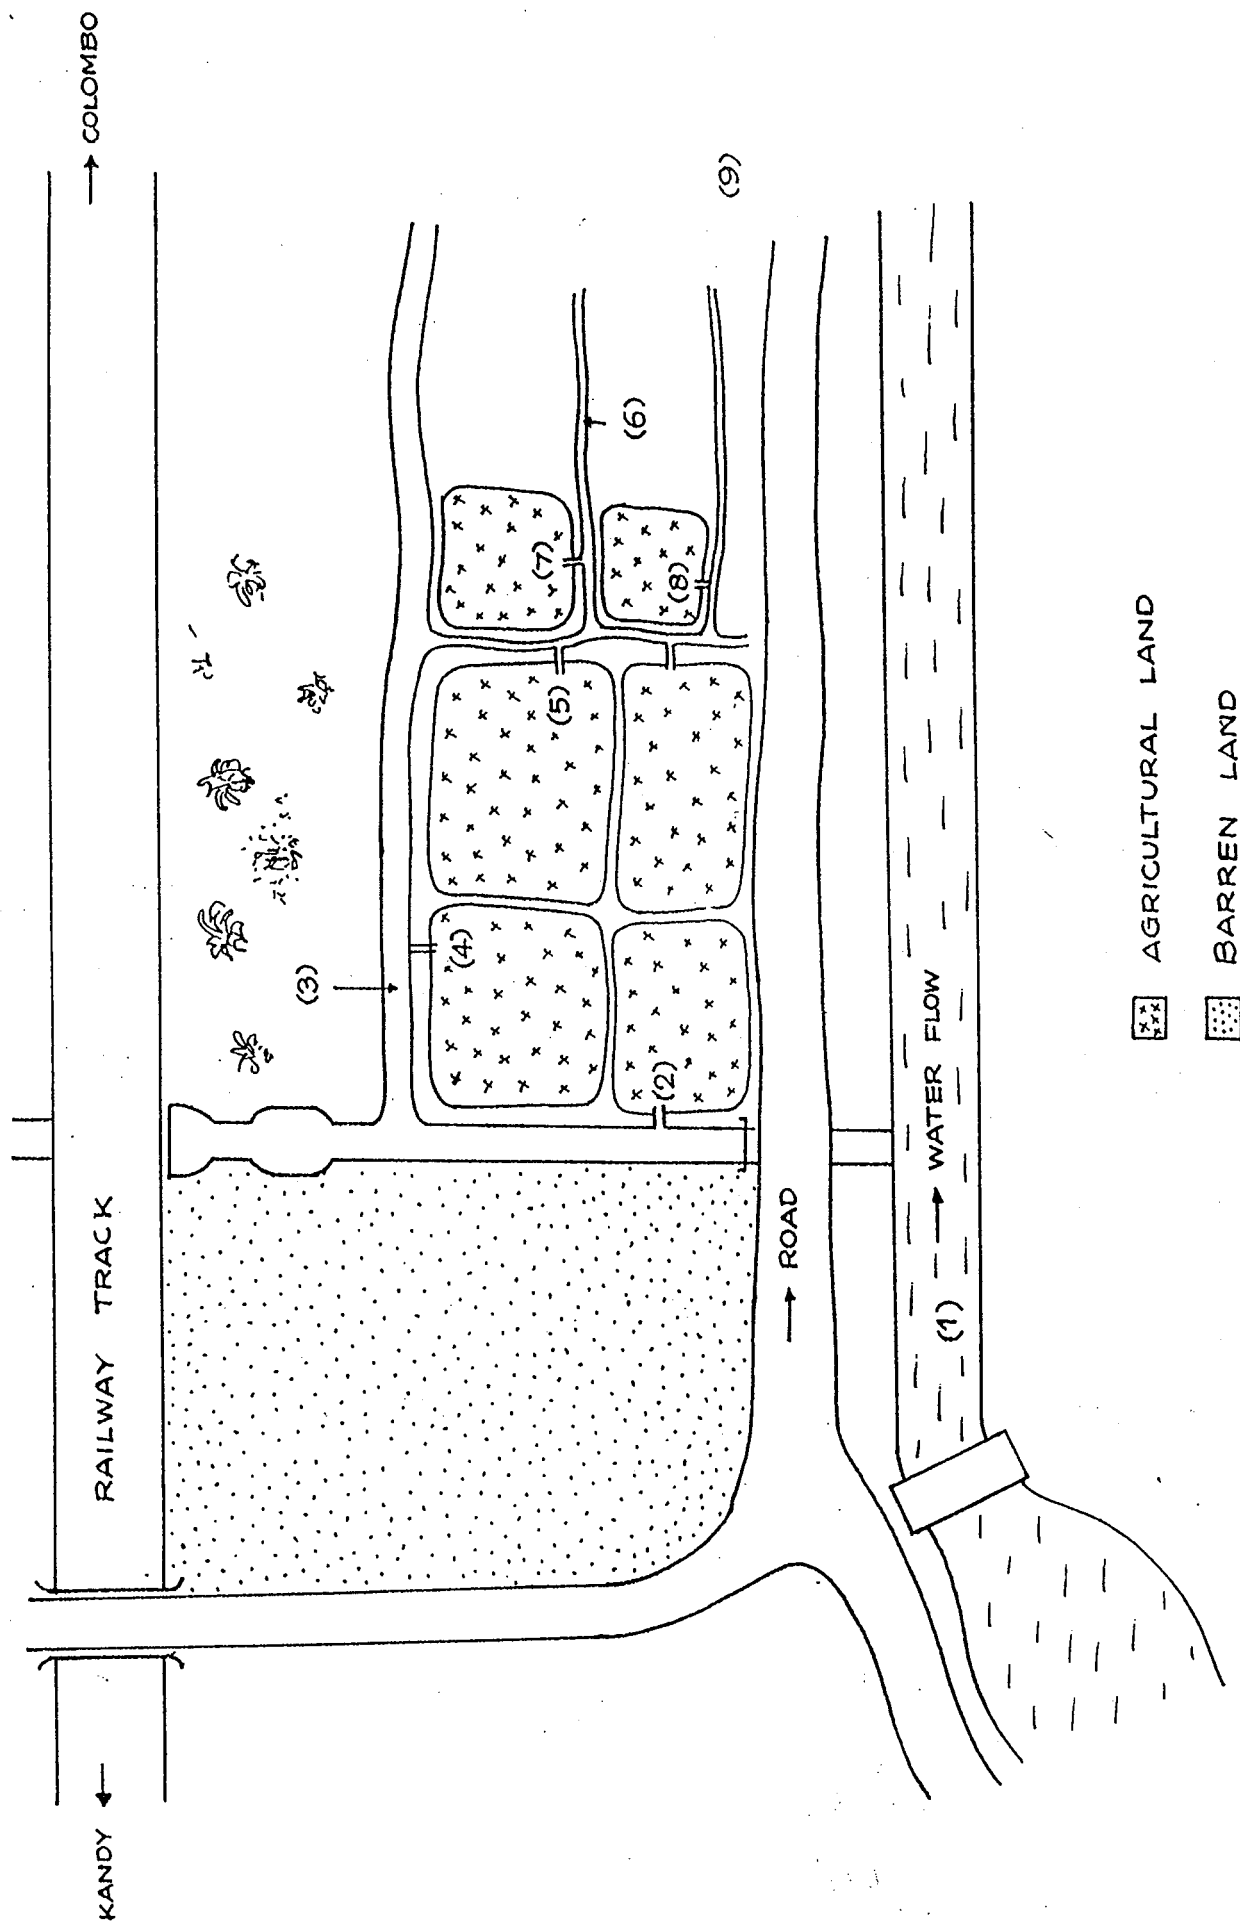 KANDY ←
RAILWAY TRACK
→ COLOMBO
(3)
(4)
(7)
(5)
(6)
(2)
(8)
(9)
→ ROAD
(1) → WATER FLOW
AGRICULTURAL LAND
BARREN LAND